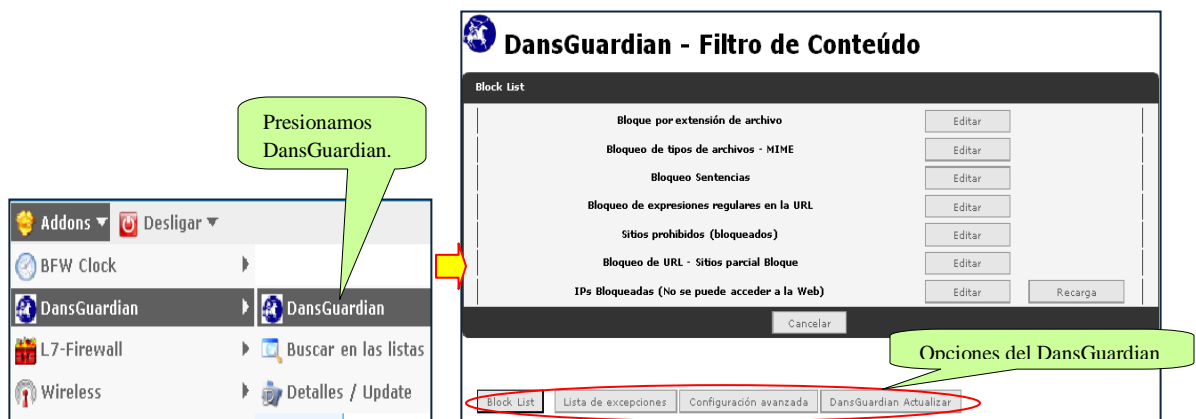 Presionamos
DansGuardian.
Addons
Desligar
BFW Clock
DansGuardian
L7-Firewall
Wireless
DansGuardian
Buscar en las listas
Detalles / Update
DansGuardian - Filtro de Conteúdo
Block List
Bloque por extensión de archivo Editar
Bloqueo de tipos de archivos - MIME Editar
Bloqueo Sentencias Editar
Bloqueo de expresiones regulares en la URL Editar
Sitios prohibidos (bloqueados) Editar
Bloqueo de URL - Sitios parcial Bloque Editar
IPs Bloqueadas (No se puede acceder a la Web) Editar Recarga
Cancelar
Opciones del DansGuardian
Block List Lista de excepciones Configuración avanzada DansGuardian Actualizar